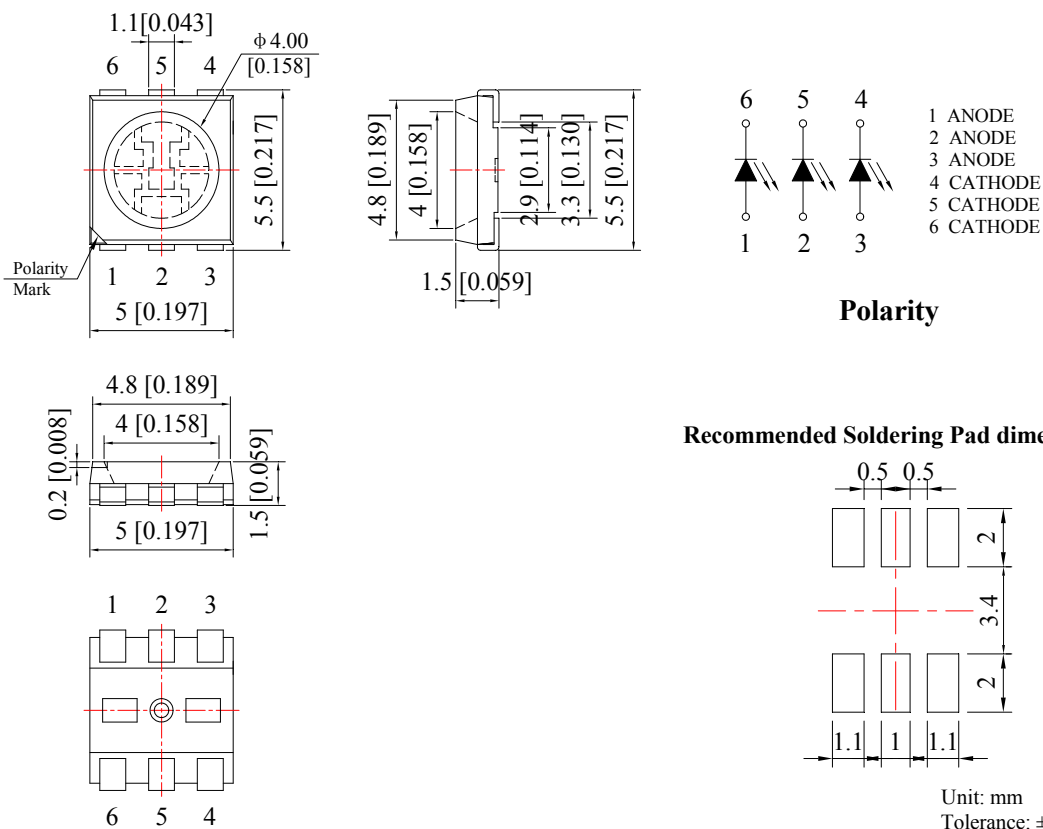 1.1[0.043]
ϕ4.00
[0.158]
6 5 4
5.5 [0.217]
Polarity
Mark
1 2 3
5 [0.197]
4.8 [0.189]
4 [0.158]
2.9 [0.114]
3.3 [0.130]
5.5 [0.217]
1.5 [0.059]
6 5 4
1 2 3
1 ANODE
2 ANODE
3 ANODE
4 CATHODE
5 CATHODE
6 CATHODE
Polarity
4.8 [0.189]
4 [0.158]
0.2 [0.008]
1.5 [0.059]
5 [0.197]
1 2 3
6 5 4
Recommended Soldering Pad dime
0.5 0.5
2
3.4
2
1.1 1 1.1
Unit: mm
Tolerance: ±